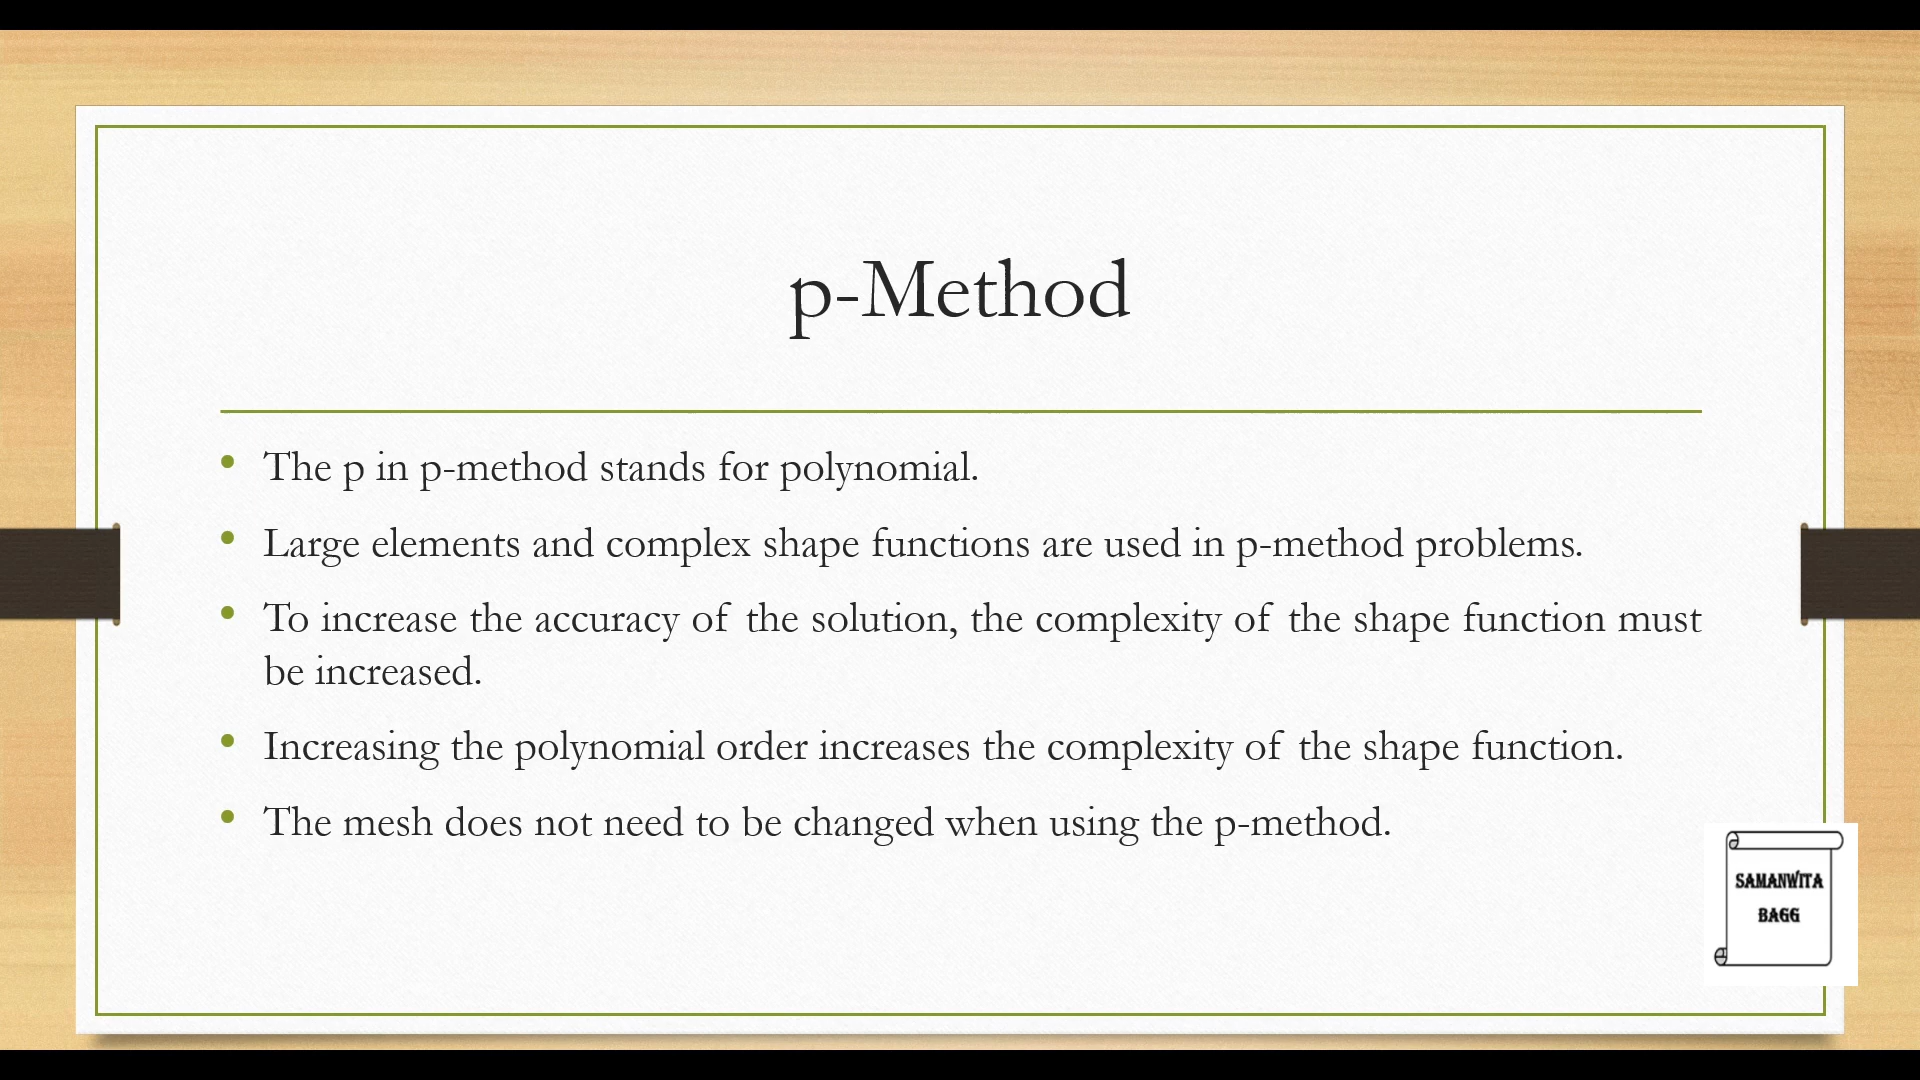 p-Method
• The p in p-method stands for polynomial.
• Large elements and complex shape functions are used in p-method problems.
• To increase the accuracy of the solution, the complexity of the shape function must
be increased.
• Increasing the polynomial order increases the complexity of the shape function.
• The mesh does not need to be changed when using the p-method.
SAMANWITA
BAGG